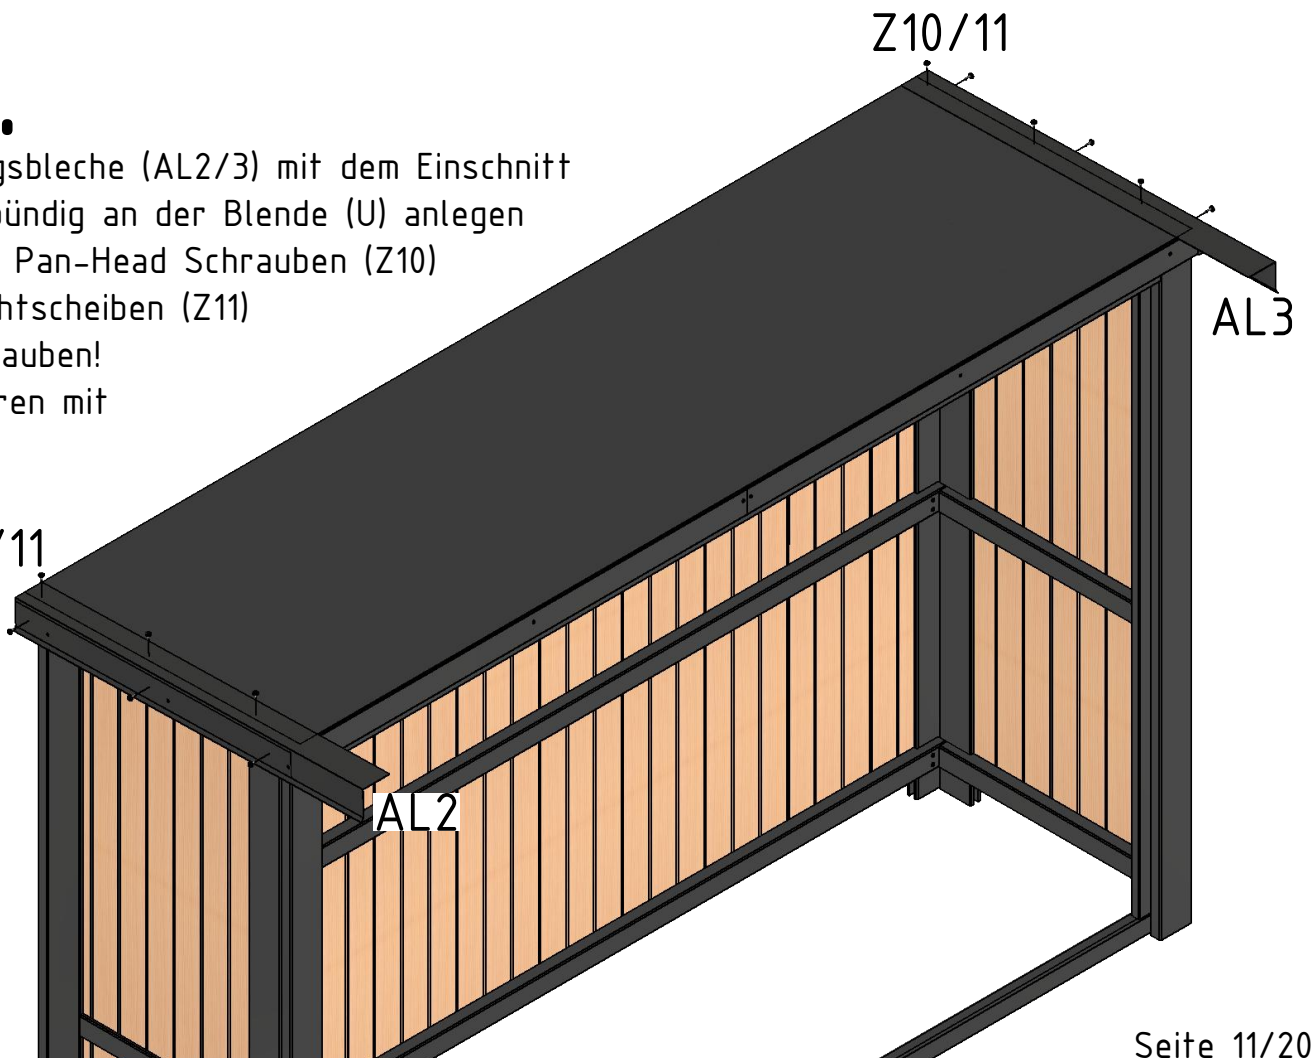 Z10/11
gsbleche (AL2/3) mit dem Einschnitt
bündig an der Blende (U) anlegen
Pan-Head Schrauben (Z10)
htscheiben (Z11)
auben!
ren mit
AL3
/11
AL2
Seite 11/20